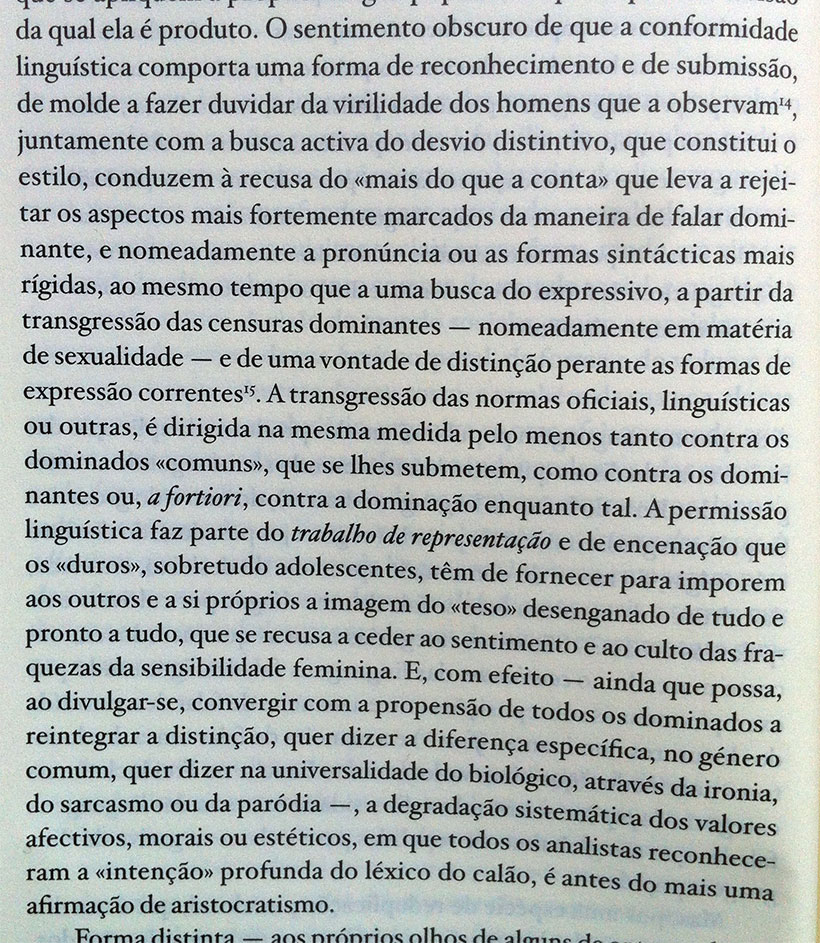 da qual ela é produto. O sentimento obscuro de que a conformidade
linguística comporta uma forma de reconhecimento e de submissão,
de molde a fazer duvidar da virilidade dos homens que a observam¹⁴,
juntamente com a busca activa do desvio distintivo, que constitui o
estilo, conduzem à recusa do «mais do que a conta» que leva a rejei-
tar os aspectos mais fortemente marcados da maneira de falar domi-
nante, e nomeadamente a pronúncia ou as formas sintácticas mais
rígidas, ao mesmo tempo que a uma busca do expressivo, a partir da
transgressão das censuras dominantes — nomeadamente em matéria
de sexualidade — e de uma vontade de distinção perante as formas de
expressão correntes¹⁵. A transgressão das normas oficiais, linguísticas
ou outras, é dirigida na mesma medida pelo menos tanto contra os
dominados «comuns», que se lhes submetem, como contra os domi-
nantes ou, a fortiori, contra a dominação enquanto tal. A permissão
linguística faz parte do trabalho de representação e de encenação que
os «duros», sobretudo adolescentes, têm de fornecer para imporem
aos outros e a si próprios a imagem do «teso» desenganado de tudo e
pronto a tudo, que se recusa a ceder ao sentimento e ao culto das fra-
quezas da sensibilidade feminina. E, com efeito — ainda que possa,
ao divulgar-se, convergir com a propensão de todos os dominados a
reintegrar a distinção, quer dizer a diferença específica, no género
comum, quer dizer na universalidade do biológico, através da ironia,
do sarcasmo ou da paródia —, a degradação sistemática dos valores
afectivos, morais ou estéticos, em que todos os analistas reconhece-
ram a «intenção» profunda do léxico do calão, é antes do mais uma
afirmação de aristocratismo.
Forma distinta — aos próprios olhos de alguns